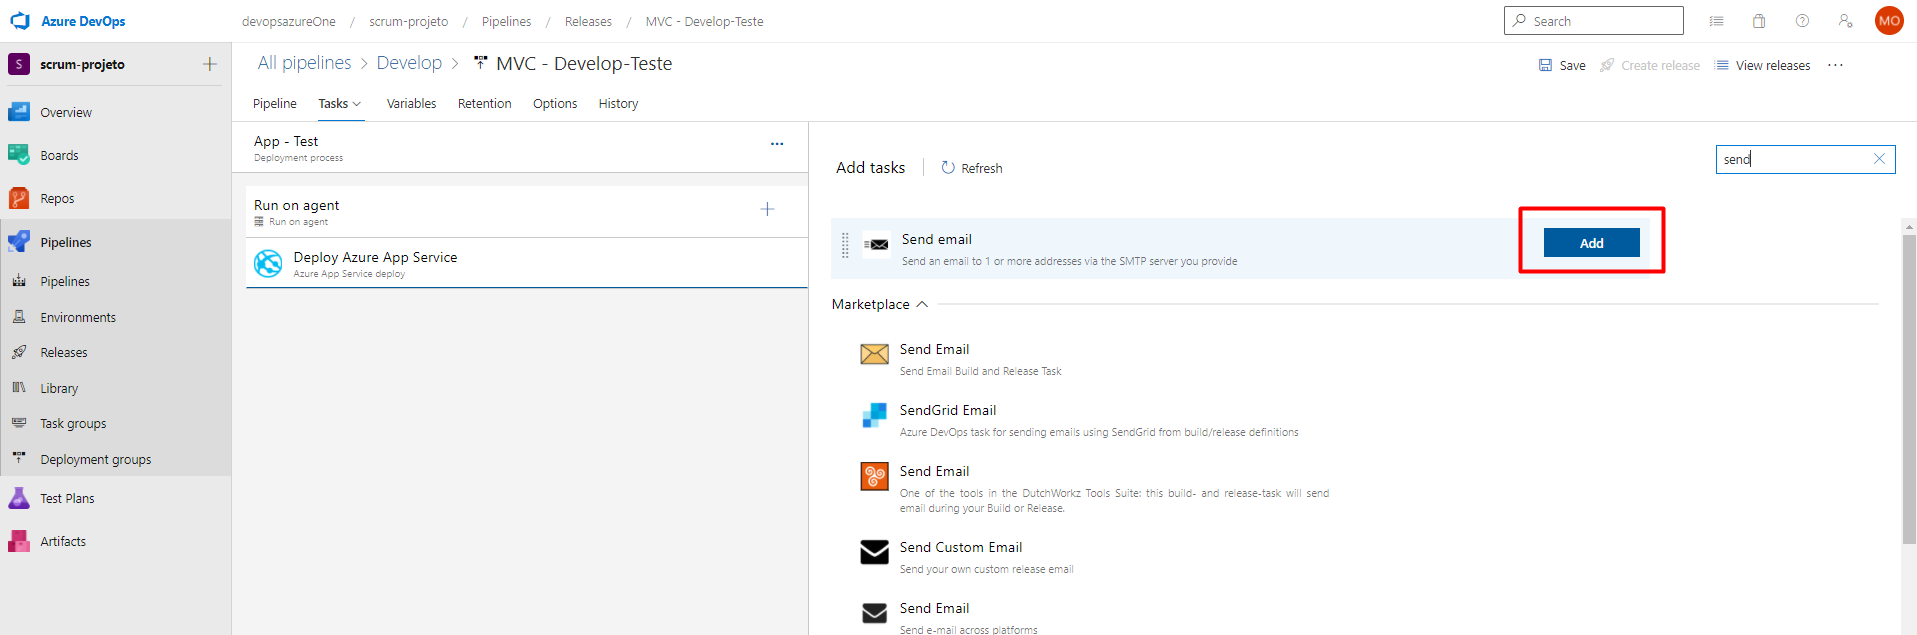 Azure DevOps
devopsazureOne / scrum-projeto / Pipelines / Releases / MVC - Develop-Teste
Search
MO
S scrum-projeto
Overview
Boards
Repos
Pipelines
Pipelines
Environments
Releases
Library
Task groups
Deployment groups
Test Plans
Artifacts
All pipelines > Develop > MVC - Develop-Teste
Save
Create release
View releases
Pipeline
Tasks
Variables
Retention
Options
History
App - Test
Deployment process
Run on agent
Run on agent
Deploy Azure App Service
Azure App Service deploy
Add tasks
Refresh
send
Send email
Send an email to 1 or more addresses via the SMTP server you provide
Add
Marketplace
Send Email
Send Email Build and Release Task
SendGrid Email
Azure DevOps task for sending emails using SendGrid from build/release definitions
Send Email
One of the tools in the DutchWorkz Tools Suite: this build- and release-task will send
email during your Build or Release.
Send Custom Email
Send your own custom release email
Send Email
Send e-mail across platforms